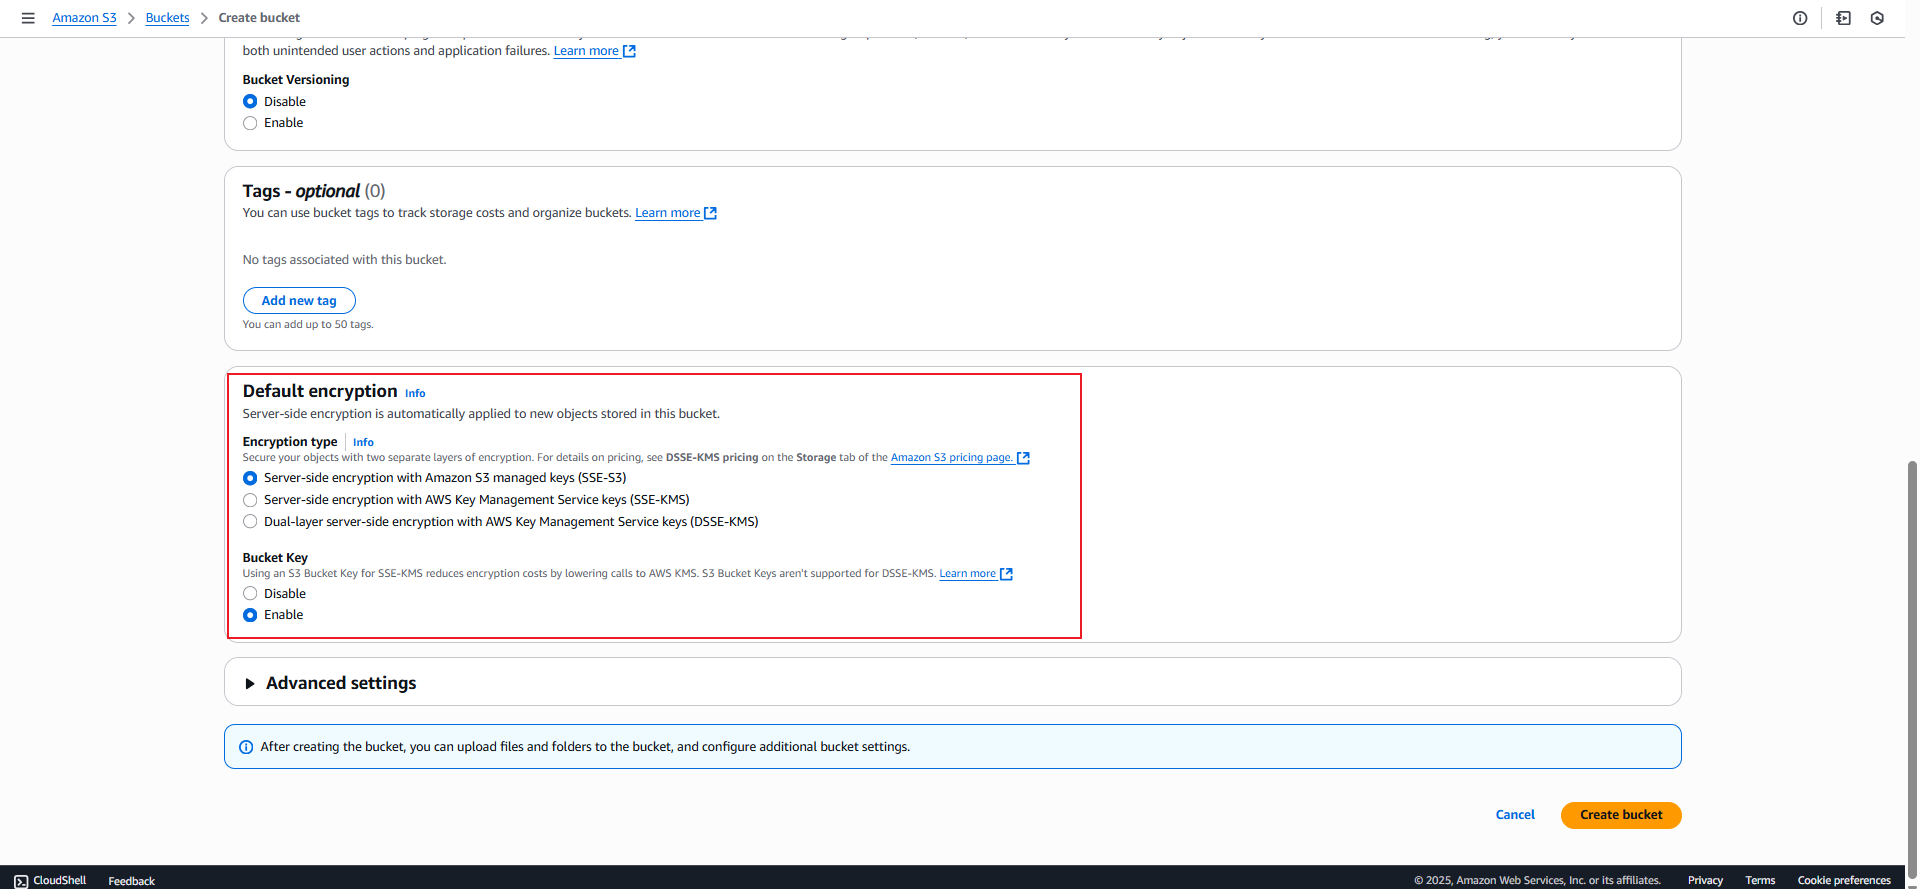 Amazon S3 > Buckets > Create bucket
both unintended user actions and application failures. Learn more
Bucket Versioning
Disable
Enable
Tags - optional (0)
You can use bucket tags to track storage costs and organize buckets. Learn more
No tags associated with this bucket.
Add new tag
You can add up to 50 tags.
Default encryption Info
Server-side encryption is automatically applied to new objects stored in this bucket.
Encryption type Info
Secure your objects with two separate layers of encryption. For details on pricing, see DSSE-KMS pricing on the Storage tab of the Amazon S3 pricing page.
Server-side encryption with Amazon S3 managed keys (SSE-S3)
Server-side encryption with AWS Key Management Service keys (SSE-KMS)
Dual-layer server-side encryption with AWS Key Management Service keys (DSSE-KMS)
Bucket Key
Using an S3 Bucket Key for SSE-KMS reduces encryption costs by lowering calls to AWS KMS. S3 Bucket Keys aren't supported for DSSE-KMS. Learn more
Disable
Enable
Advanced settings
After creating the bucket, you can upload files and folders to the bucket, and configure additional bucket settings.
Cancel Create bucket
CloudShell Feedback © 2025, Amazon Web Services, Inc. or its affiliates. Privacy Terms Cookie preferences